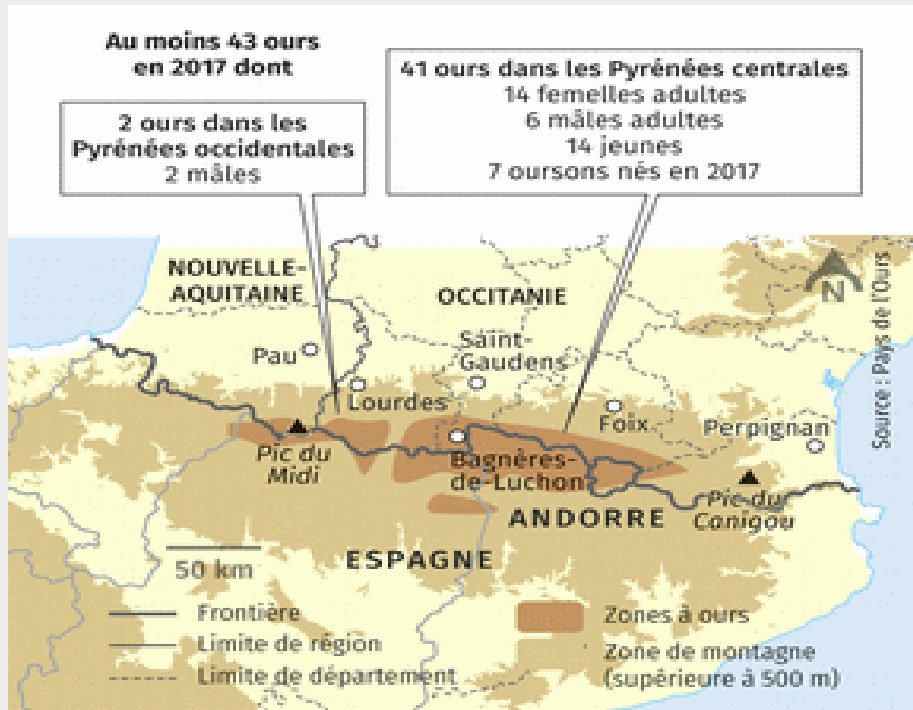 Au moins 43 ours
en 2017 dont
2 ours dans les
Pyrénées occidentales
2 mâles
41 ours dans les Pyrénées centrales
14 femelles adultes
6 mâles adultes
14 jeunes
7 oursons nés en 2017
NOUVELLE-
AQUITAINE
OCCITANIE
N
Source : Pays de l'Ours
Pau
Saint-
Gaudens
Lourdes
Foix
Perpignan
Pic du
Midi
Bagnères-
de-Luchon
Pic du
Canigou
ANDORRE
ESPAGNE
50 km
Frontière
Limite de région
Limite de département
Zones à ours
Zone de montagne
(supérieure à 500 m)